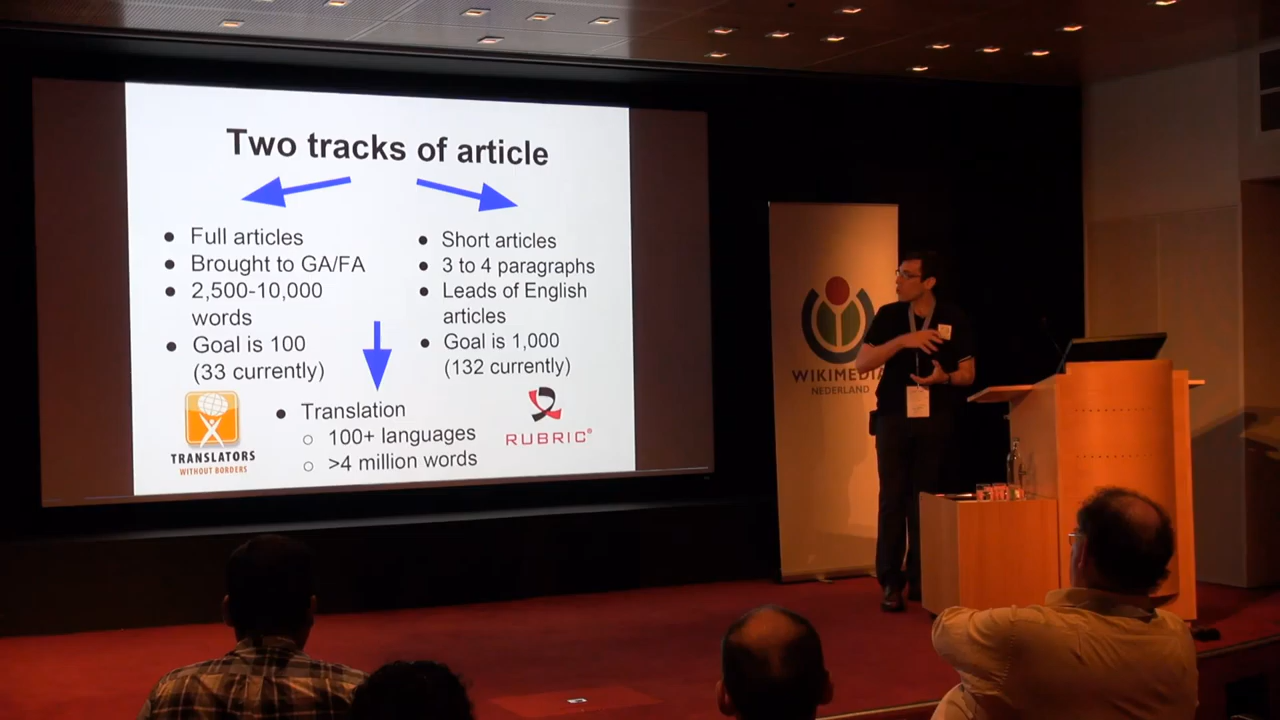 Two tracks of article
● Full articles
● Brought to GA/FA
● 2,500-10,000
words
● Goal is 100
(33 currently)
● Short articles
● 3 to 4 paragraphs
● Leads of English
articles
● Goal is 1,000
(132 currently)
● Translation
○ 100+ languages
○ >4 million words
TRANSLATORS
WITHOUT BORDERS
RUBRIC®
WIKIMEDIA
NEDERLAND